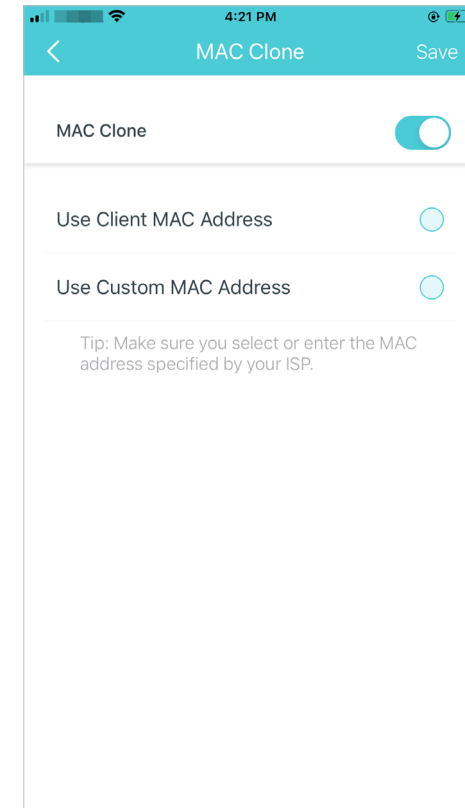 4:21 PM
MAC Clone
Save
MAC Clone
Use Client MAC Address
Use Custom MAC Address
Tip: Make sure you select or enter the MAC
address specified by your ISP.